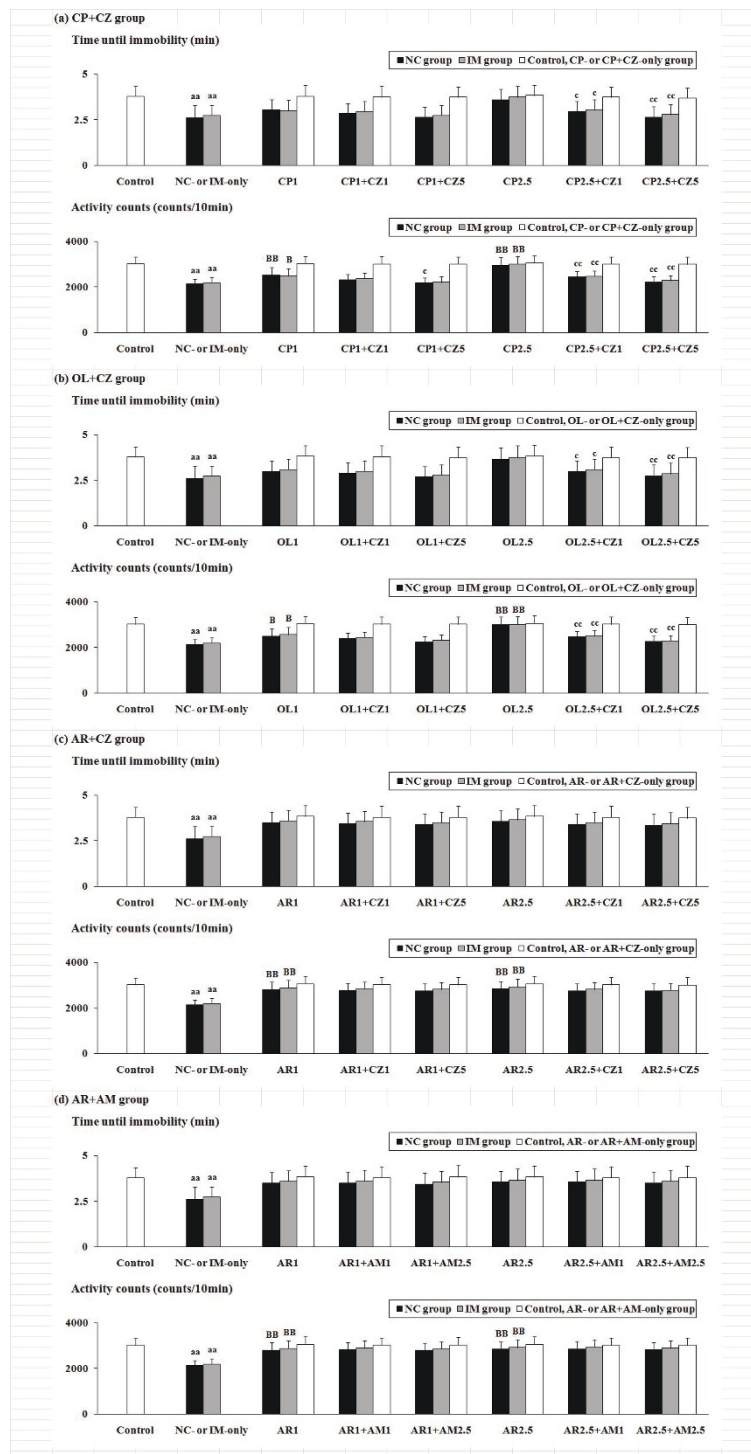 (a) CP+CZ group
Time until immobility (min)
■ NC group ■ IM group □ Control, CP- or CP+CZ-only group
5
2.5
0
aa aa
c c
cc cc
Control NC- or IM-only CP1 CP1+CZ1 CP1+CZ5 CP2.5 CP2.5+CZ1 CP2.5+CZ5
Activity counts (counts/10min)
■ NC group ■ IM group □ Control, CP- or CP+CZ-only group
4000
2000
0
aa aa
BB B
c
BB BB
cc cc
cc cc
Control NC- or IM-only CP1 CP1+CZ1 CP1+CZ5 CP2.5 CP2.5+CZ1 CP2.5+CZ5
(b) OL+CZ group
Time until immobility (min)
■ NC group ■ IM group □ Control, OL- or OL+CZ-only group
5
2.5
0
aa aa
c c
cc cc
Control NC- or IM-only OL1 OL1+CZ1 OL1+CZ5 OL2.5 OL2.5+CZ1 OL2.5+CZ5
Activity counts (counts/10min)
■ NC group ■ IM group □ Control, OL- or OL+CZ-only group
4000
2000
0
aa aa
B B
BB BB
cc cc
cc cc
Control NC- or IM-only OL1 OL1+CZ1 OL1+CZ5 OL2.5 OL2.5+CZ1 OL2.5+CZ5
(c) AR+CZ group
Time until immobility (min)
■ NC group ■ IM group □ Control, AR- or AR+CZ-only group
5
2.5
0
aa aa
Control NC- or IM-only AR1 AR1+CZ1 AR1+CZ5 AR2.5 AR2.5+CZ1 AR2.5+CZ5
Activity counts (counts/10min)
■ NC group ■ IM group □ Control, AR- or AR+CZ-only group
4000
2000
0
aa aa
BB BB
BB BB
Control NC- or IM-only AR1 AR1+CZ1 AR1+CZ5 AR2.5 AR2.5+CZ1 AR2.5+CZ5
(d) AR+AM group
Time until immobility (min)
■ NC group ■ IM group □ Control, AR- or AR+AM-only group
5
2.5
0
aa aa
Control NC- or IM-only AR1 AR1+AM1 AR1+AM2.5 AR2.5 AR2.5+AM1 AR2.5+AM2.5
Activity counts (counts/10min)
■ NC group ■ IM group □ Control, AR- or AR+AM-only group
4000
2000
0
aa aa
BB BB
BB BB
Control NC- or IM-only AR1 AR1+AM1 AR1+AM2.5 AR2.5 AR2.5+AM1 AR2.5+AM2.5